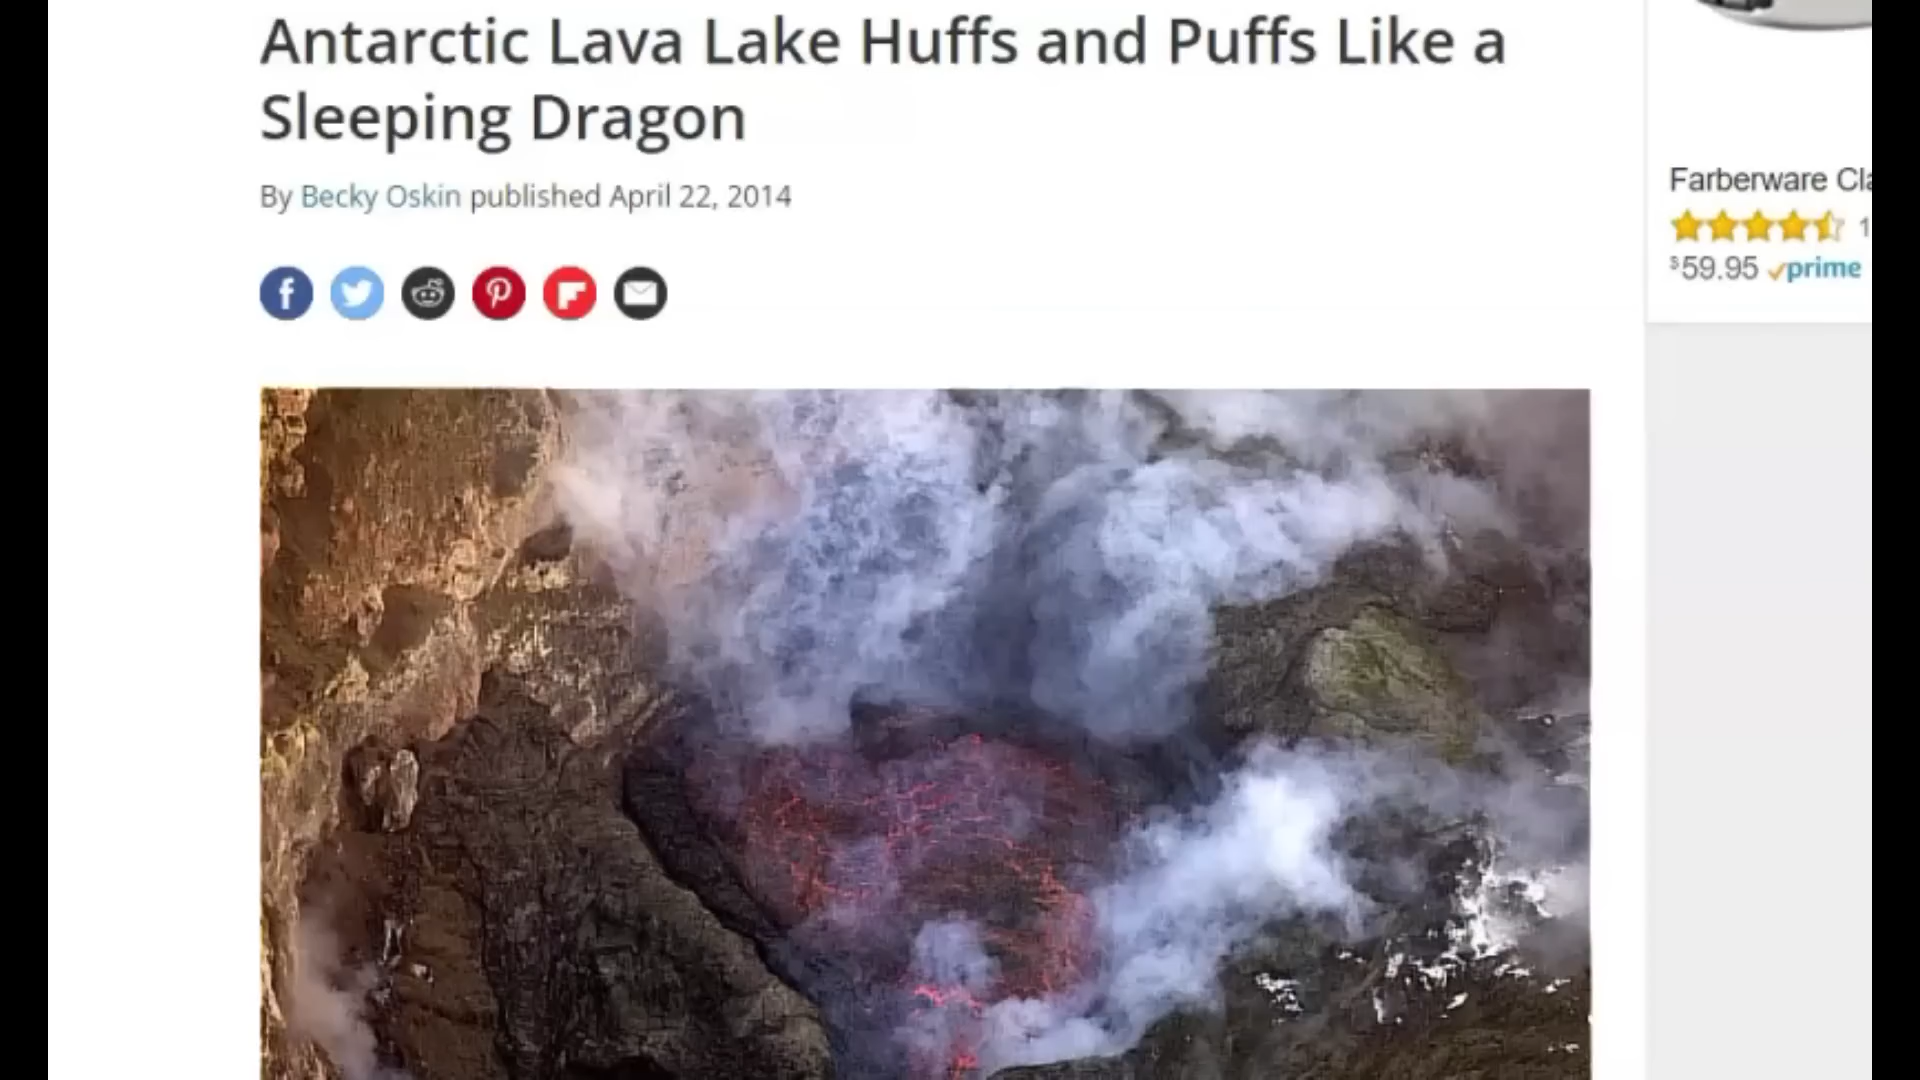 Antarctic Lava Lake Huffs and Puffs Like a
Sleeping Dragon
By Becky Oskin published April 22, 2014
Farberware
$59.95 prime